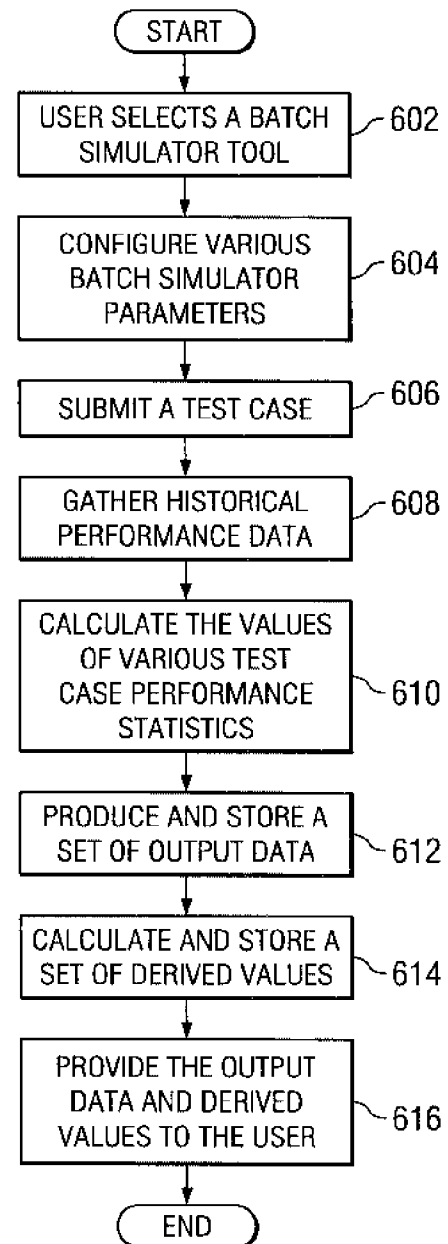 START
USER SELECTS A BATCH
SIMULATOR TOOL
602
CONFIGURE VARIOUS
BATCH SIMULATOR
PARAMETERS
604
SUBMIT A TEST CASE
606
GATHER HISTORICAL
PERFORMANCE DATA
608
CALCULATE THE VALUES
OF VARIOUS TEST
CASE PERFORMANCE
STATISTICS
610
PRODUCE AND STORE A
SET OF OUTPUT DATA
612
CALCULATE AND STORE A
SET OF DERIVED VALUES
614
PROVIDE THE OUTPUT
DATA AND DERIVED
VALUES TO THE USER
616
END